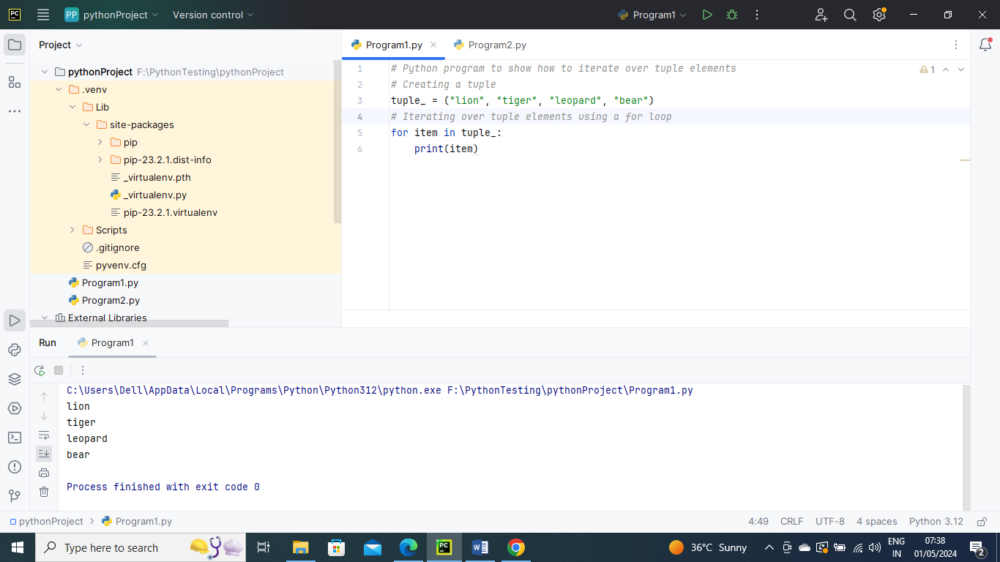 PC
PP pythonProject Version control Program1
Project
Program1.py Program2.py
pythonProject F:\PythonTesting\pythonProject
.venv
Lib
site-packages
pip
pip-23.2.1.dist-info
_virtualenv.pth
_virtualenv.py
pip-23.2.1.virtualenv
Scripts
.gitignore
pyvenv.cfg
Program1.py
Program2.py
External Libraries
1 # Python program to show how to iterate over tuple elements
2 # Creating a tuple
3 tuple_ = ("lion", "tiger", "leopard", "bear")
4 # Iterating over tuple elements using a for loop
5 for item in tuple_:
6     print(item)
1
Run Program1
C:\Users\Dell\AppData\Local\Programs\Python\Python312\python.exe F:\PythonTesting\pythonProject\Program1.py
lion
tiger
leopard
bear
Process finished with exit code 0
pythonProject > Program1.py 4:49 CRLF UTF-8 4 spaces Python 3.12
Type here to search
PC
W
36°C Sunny
ENG
IN
07:38
01/05/2024
2